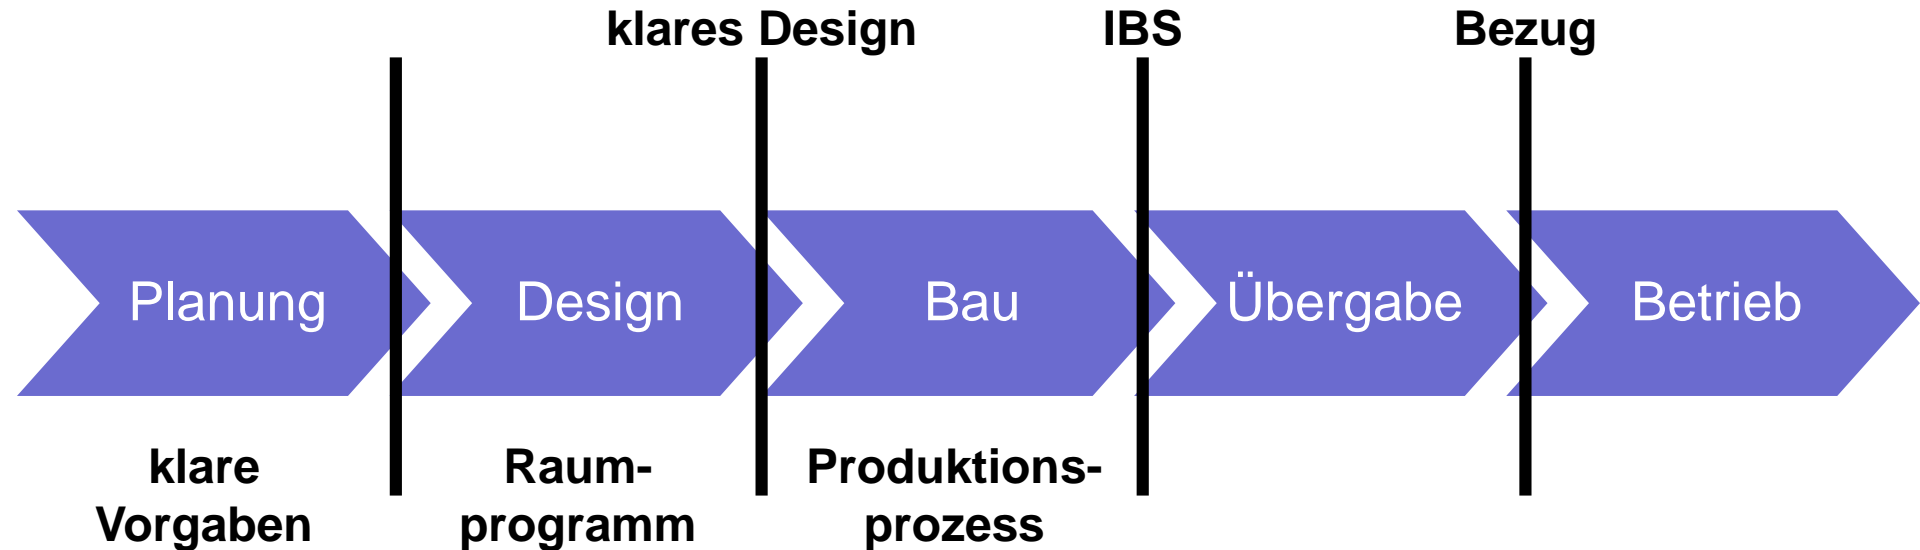 klares Design
IBS
Bezug
Planung
Design
Bau
Übergabe
Betrieb
klare
Vorgaben
Raum-
programm
Produktions-
prozess